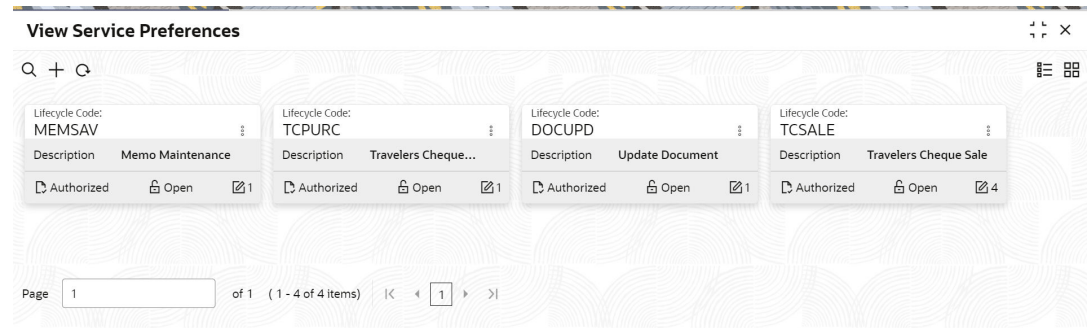 View Service Preferences
Lifecycle Code: Lifecycle Code: Lifecycle Code: Lifecycle Code:
MEMSAV TCPURC DOCUPD TCSALE
Description Memo Maintenance Description Travelers Cheque... Description Update Document Description Travelers Cheque Sale
Authorized Open 1 Authorized Open 1 Authorized Open 1 Authorized Open 4
Page 1 of 1 (1 - 4 of 4 items) 1